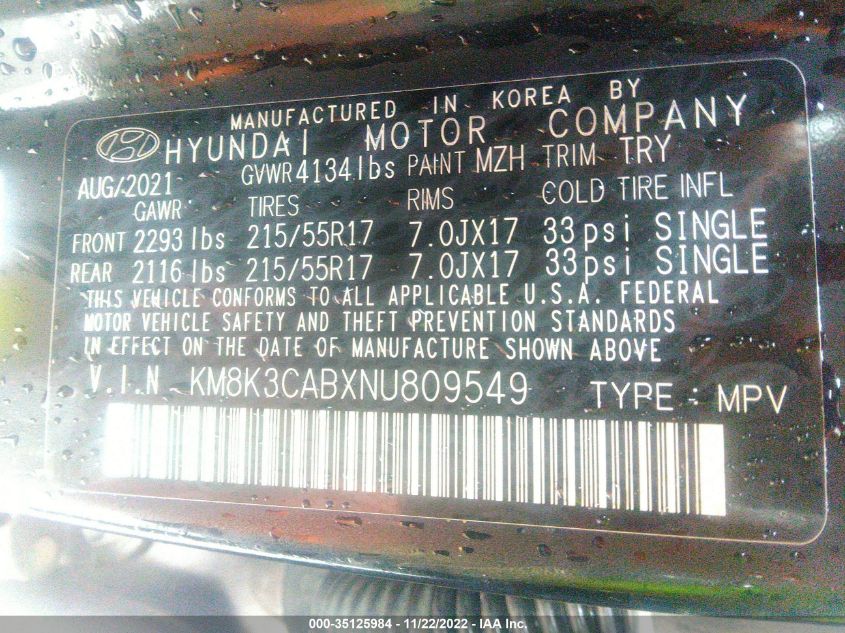 MANUFACTURED IN KOREA BY
HYUNDAI MOTOR COMPANY
AUG/2021 GVWR 4134 lbs PAINT MZH TRIM TRY
GAWR TIRES RIMS COLD TIRE INFL
FRONT 2293 lbs 215/55R17 7.0JX17 33psi SINGLE
REAR 2116 lbs 215/55R17 7.0JX17 33psi SINGLE
THIS VEHICLE CONFORMS TO ALL APPLICABLE U.S.A. FEDERAL
MOTOR VEHICLE SAFETY AND THEFT PREVENTION STANDARDS
IN EFFECT ON THE DATE OF MANUFACTURE SHOWN ABOVE
V.I.N KM8K3CABXNU809549 TYPE : MPV
000-35125984 - 11/22/2022 - IAA Inc.